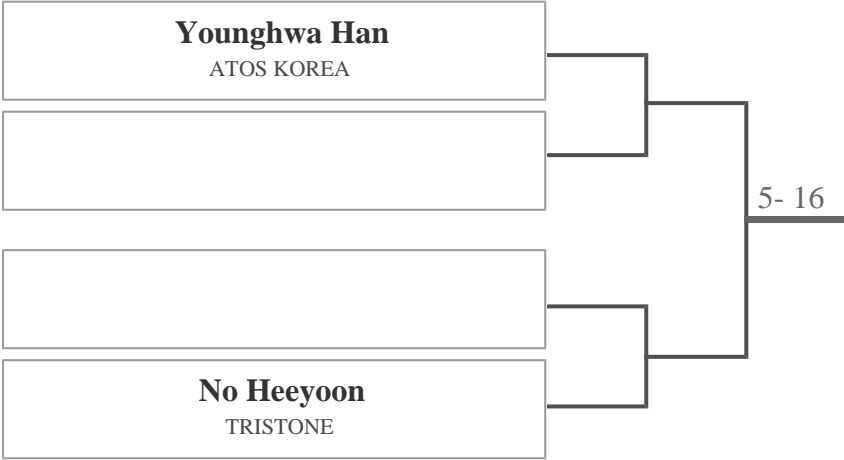 Younghwa Han
ATOS KOREA
5- 16
No Heeyoon
TRISTONE